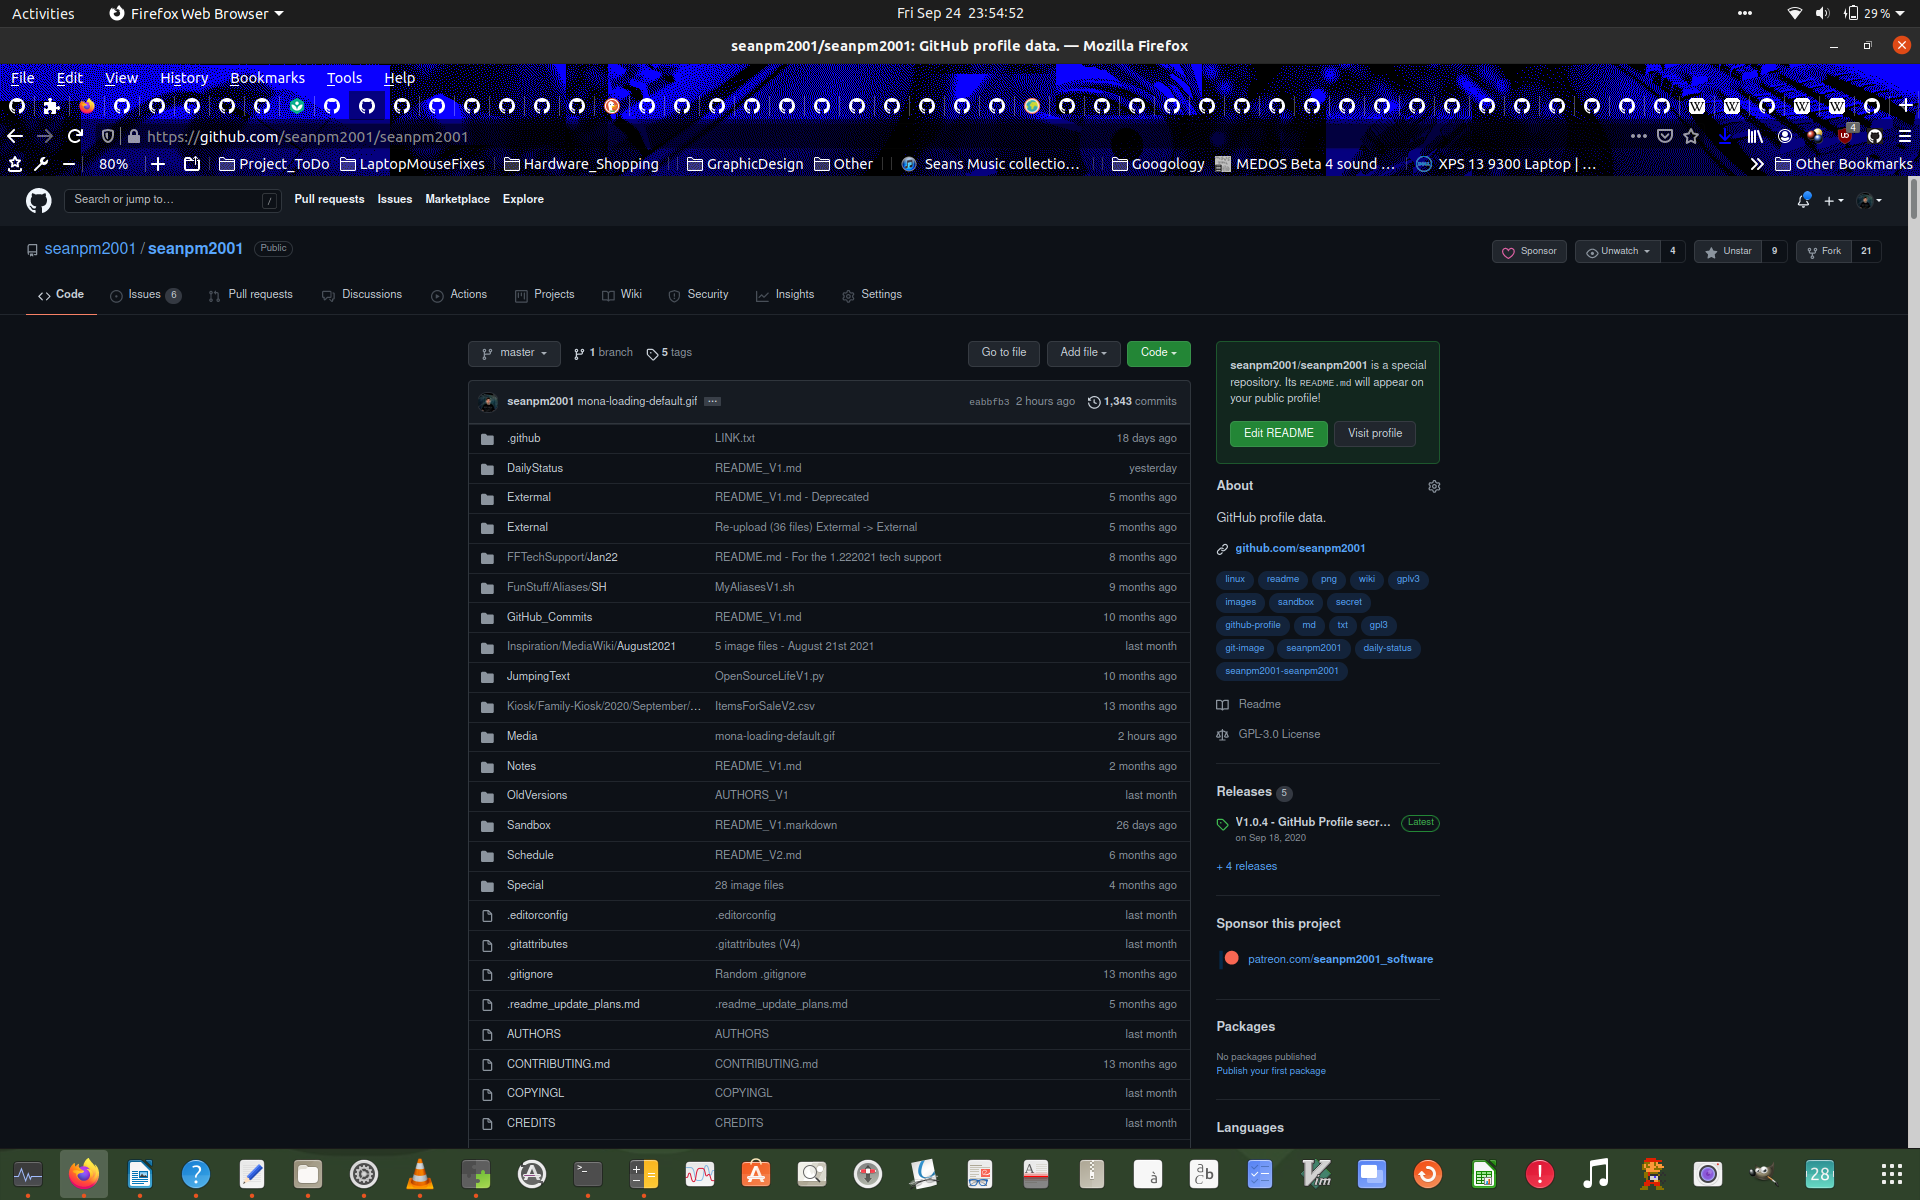 Activities Firefox Web Browser Fri Sep 24 23:54:52 29 %
seanpm2001/seanpm2001: GitHub profile data. — Mozilla Firefox
File Edit View History Bookmarks Tools Help
https://github.com/seanpm2001/seanpm2001 4
80% Project_ToDo LaptopMouseFixes Hardware_Shopping GraphicDesign Other Seans Music collectio… Googology MEDOS Beta 4 sound … XPS 13 9300 Laptop | … Other Bookmarks
Search or jump to… / Pull requests Issues Marketplace Explore
seanpm2001 / seanpm2001 Public Sponsor Unwatch 4 Unstar 9 Fork 21
Code Issues 6 Pull requests Discussions Actions Projects Wiki Security Insights Settings
master 1 branch 5 tags Go to file Add file Code
seanpm2001 mona-loading-default.gif ... eabbfb3 2 hours ago 1,343 commits
.github LINK.txt 18 days ago
DailyStatus README_V1.md yesterday
Extermal README_V1.md - Deprecated 5 months ago
External Re-upload (36 files) Extermal -> External 5 months ago
FFTechSupport/Jan22 README.md - For the 1.222021 tech support 8 months ago
FunStuff/Aliases/SH MyAliasesV1.sh 9 months ago
GitHub_Commits README_V1.md 10 months ago
Inspiration/MediaWiki/August2021 5 image files - August 21st 2021 last month
JumpingText OpenSourceLifeV1.py 10 months ago
Kiosk/Family-Kiosk/2020/September/… ItemsForSaleV2.csv 13 months ago
Media mona-loading-default.gif 2 hours ago
Notes README_V1.md 2 months ago
OldVersions AUTHORS_V1 last month
Sandbox README_V1.markdown 26 days ago
Schedule README_V2.md 6 months ago
Special 28 image files 4 months ago
.editorconfig .editorconfig last month
.gitattributes .gitattributes (V4) last month
.gitignore Random .gitignore 13 months ago
.readme_update_plans.md .readme_update_plans.md 5 months ago
AUTHORS AUTHORS last month
CONTRIBUTING.md CONTRIBUTING.md 13 months ago
COPYINGL COPYINGL last month
CREDITS CREDITS last month
seanpm2001/seanpm2001 is a special
repository. Its README.md will appear on
your public profile!
Edit README Visit profile
About
GitHub profile data.
github.com/seanpm2001
linux readme png wiki gplv3
images sandbox secret
github-profile md txt gpl3
git-image seanpm2001 daily-status
seanpm2001-seanpm2001
Readme
GPL-3.0 License
Releases 5
V1.0.4 - GitHub Profile secr... Latest
on Sep 18, 2020
+ 4 releases
Sponsor this project
patreon.com/seanpm2001_software
Packages
No packages published
Publish your first package
Languages
28